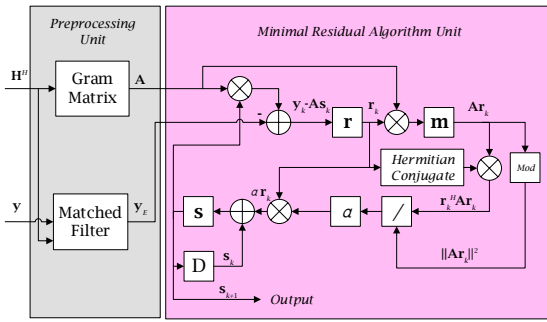 Preprocessing
Unit
Minimal Residual Algorithm Unit
H^H
Gram
Matrix
A
y_k-As_k
r
r_k
m
Ar_k
-
Hermitian
Conjugate
Mod
y
Matched
Filter
y_E
s
αr_k
α
/
r_k^H Ar_k
D
s_k
||Ar_k||²
s_{k+1}
Output